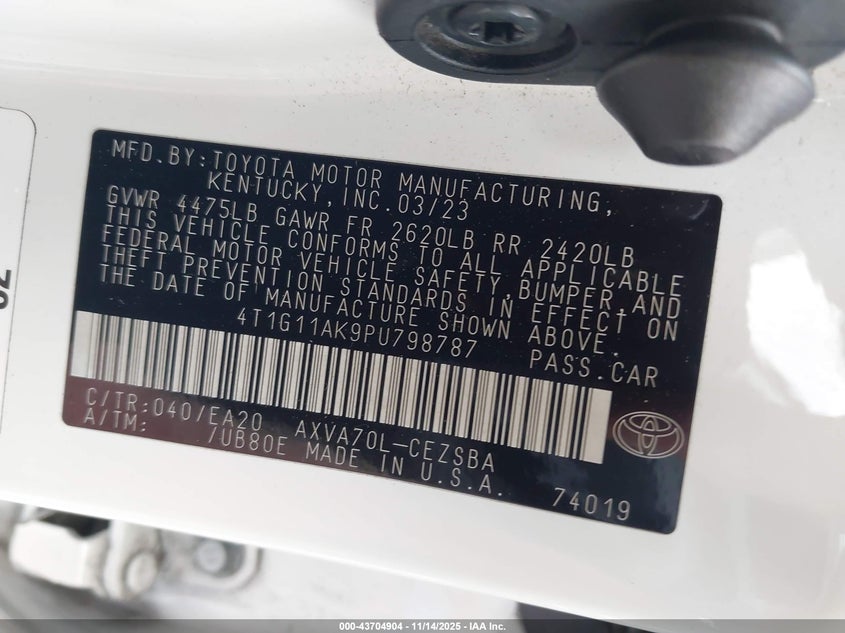 MFD.BY:TOYOTA MOTOR MANUFACTURING,
KENTUCKY,INC.03/23
GVWR 4475LB GAWR FR 2620LB RR 2420LB
THIS VEHICLE CONFORMS TO ALL APPLICABLE
FEDERAL MOTOR VEHICLE SAFETY,BUMPER,AND
THEFT PREVENTION STANDARDS IN EFFECT ON
THE DATE OF MANUFACTURE SHOWN ABOVE.
4T1G11AK9PU798787 PASS.CAR
C/TR:040/EA20 AXVA70L-CEZSBA
A/TM: /UB80E MADE IN U.S.A. 74019
000-43704904 | 11/14/2025 | IAA Inc.